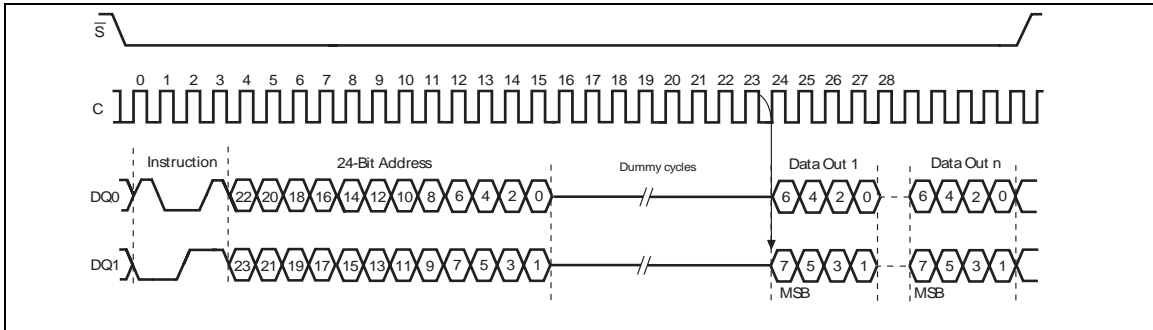 S
0 1 2 3 4 5 6 7 8 9 10 11 12 13 14 15 16 17 18 19 20 21 22 23 24 25 26 27 28
C
Instruction 24-Bit Address Dummy cycles Data Out 1 Data Out n
DQ0 22 20 18 16 14 12 10 8 6 4 2 0 6 4 2 0 6 4 2 0
DQ1 23 21 19 17 15 13 11 9 7 5 3 1 7 5 3 1 7 5 3 1
MSB MSB